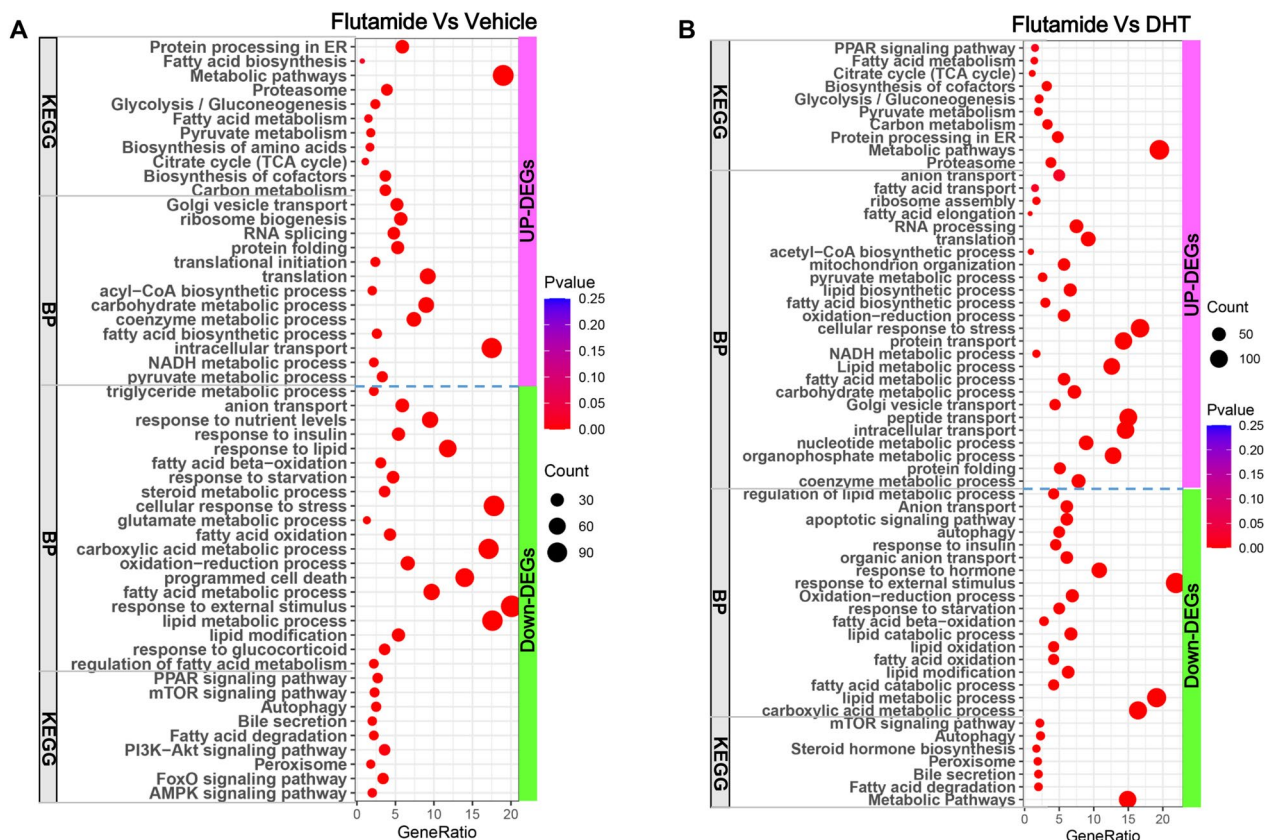 A
Flutamide Vs Vehicle
KEGG
Protein processing in ER
Fatty acid biosynthesis
Metabolic pathways
Proteasome
Glycolysis / Gluconeogenesis
Fatty acid metabolism
Pyruvate metabolism
Biosynthesis of amino acids
Citrate cycle (TCA cycle)
Biosynthesis of cofactors
Carbon metabolism
BP
Golgi vesicle transport
ribosome biogenesis
RNA splicing
protein folding
translational initiation
translation
acyl−CoA biosynthetic process
carbohydrate metabolic process
coenzyme metabolic process
fatty acid biosynthetic process
intracellular transport
NADH metabolic process
pyruvate metabolic process
UP-DEGs
BP
triglyceride metabolic process
anion transport
response to nutrient levels
response to insulin
response to lipid
fatty acid beta−oxidation
response to starvation
steroid metabolic process
cellular response to stress
glutamate metabolic process
fatty acid oxidation
carboxylic acid metabolic process
oxidation−reduction process
programmed cell death
fatty acid metabolic process
response to external stimulus
lipid metabolic process
lipid modification
response to glucocorticoid
regulation of fatty acid metabolism
KEGG
PPAR signaling pathway
mTOR signaling pathway
Autophagy
Bile secretion
Fatty acid degradation
PI3K−Akt signaling pathway
Peroxisome
FoxO signaling pathway
AMPK signaling pathway
Down-DEGs
0 5 10 15 20
GeneRatio
Pvalue
0.25
0.20
0.15
0.10
0.05
0.00
Count
30
60
90
B
Flutamide Vs DHT
KEGG
PPAR signaling pathway
Fatty acid metabolism
Citrate cycle (TCA cycle)
Biosynthesis of cofactors
Glycolysis / Gluconeogenesis
Pyruvate metabolism
Carbon metabolism
Protein processing in ER
Metabolic pathways
Proteasome
BP
anion transport
fatty acid transport
ribosome assembly
fatty acid elongation
RNA processing
translation
acetyl−CoA biosynthetic process
mitochondrion organization
pyruvate metabolic process
lipid biosynthetic process
fatty acid biosynthetic process
oxidation−reduction process
cellular response to stress
protein transport
NADH metabolic process
Lipid metabolic process
fatty acid metabolic process
carbohydrate metabolic process
Golgi vesicle transport
peptide transport
intracellular transport
nucleotide metabolic process
organophosphate metabolic process
protein folding
coenzyme metabolic process
UP-DEGs
BP
regulation of lipid metabolic process
Anion transport
apoptotic signaling pathway
autophagy
response to insulin
organic anion transport
response to hormone
response to external stimulus
Oxidation−reduction process
response to starvation
fatty acid beta−oxidation
lipid catabolic process
lipid oxidation
fatty acid oxidation
lipid modification
fatty acid catabolic process
lipid metabolic process
carboxylic acid metabolic process
KEGG
mTOR signaling pathway
Autophagy
Steroid hormone biosynthesis
Peroxisome
Bile secretion
Fatty acid degradation
Metabolic Pathways
Down-DEGs
0 5 10 15 20
GeneRatio
Count
50
100
Pvalue
0.25
0.20
0.15
0.10
0.05
0.00